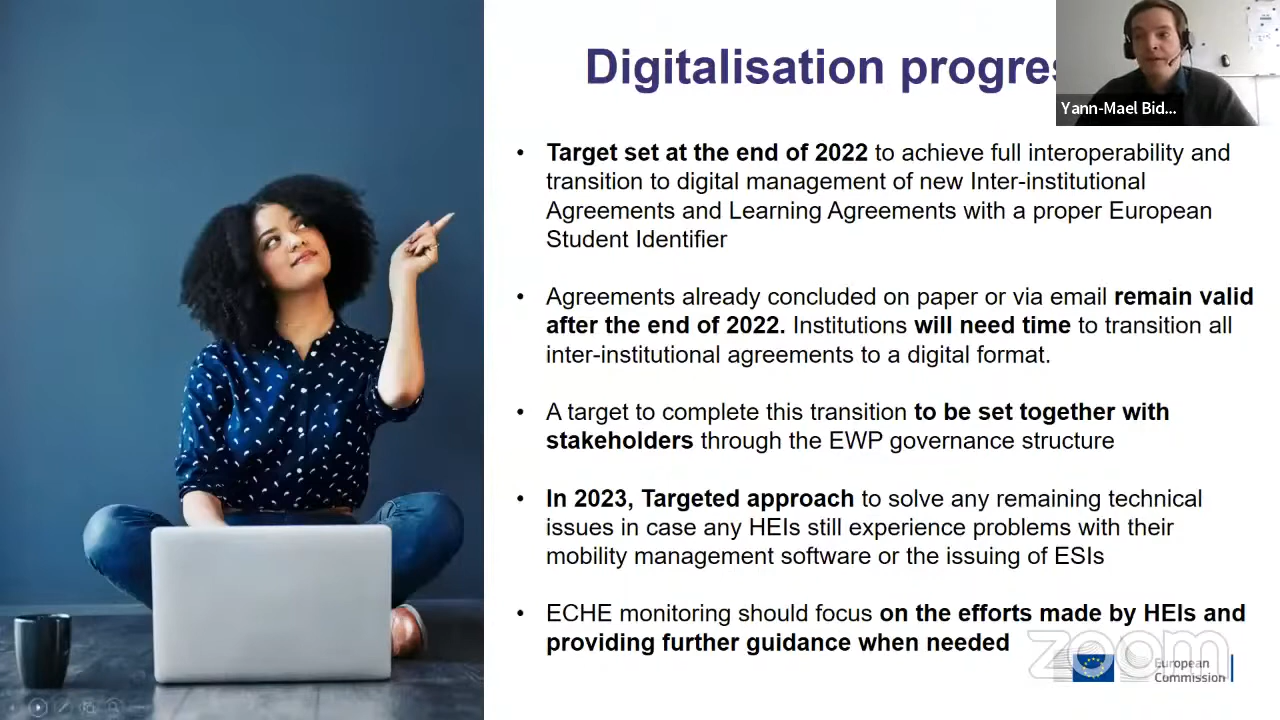 Digitalisation progre
Yann-Mael Bid...
• Target set at the end of 2022 to achieve full interoperability and
transition to digital management of new Inter-institutional
Agreements and Learning Agreements with a proper European
Student Identifier
• Agreements already concluded on paper or via email remain valid
after the end of 2022. Institutions will need time to transition all
inter-institutional agreements to a digital format.
• A target to complete this transition to be set together with
stakeholders through the EWP governance structure
• In 2023, Targeted approach to solve any remaining technical
issues in case any HEIs still experience problems with their
mobility management software or the issuing of ESIs
• ECHE monitoring should focus on the efforts made by HEIs and
providing further guidance when needed
zoom
European
Commission